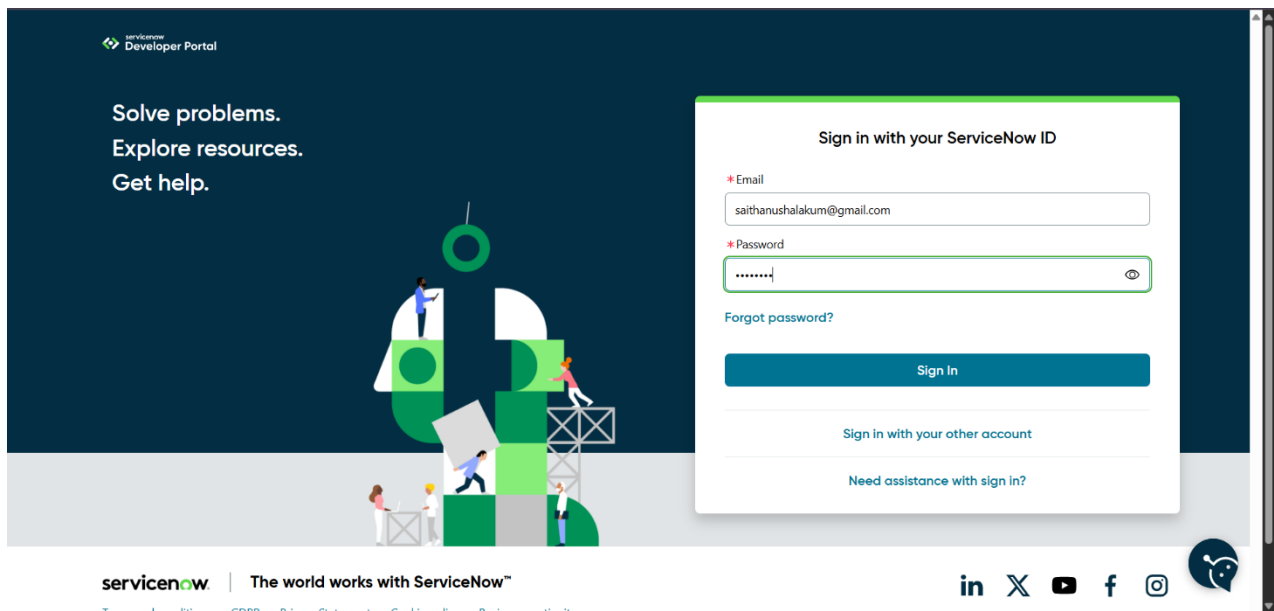 servicenow
Developer Portal
Solve problems.
Explore resources.
Get help.
Sign in with your ServiceNow ID
*Email
saithanushalakum@gmail.com
*Password
••••••••
Forgot password?
Sign In
Sign in with your other account
Need assistance with sign in?
servicenow.
The world works with ServiceNow™
in X f